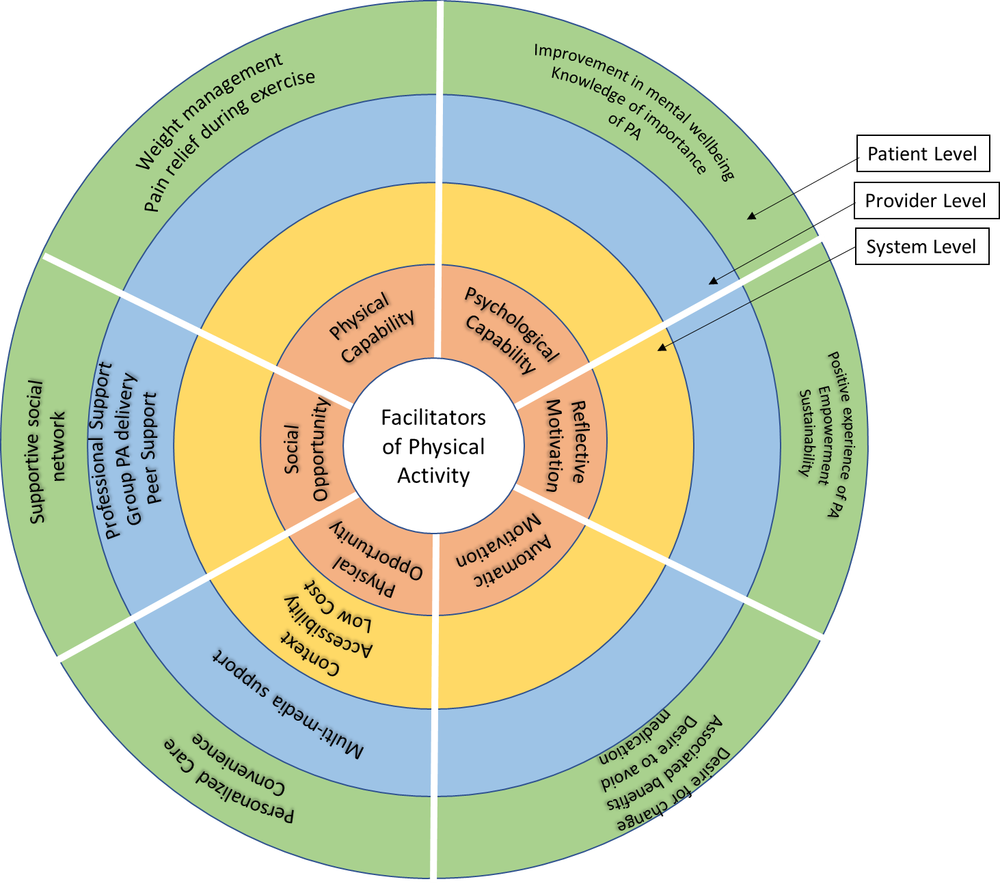 Weight management
Pain relief during exercise
Improvement in mental wellbeing
Knowledge of importance
of PA
Patient Level
Provider Level
System Level
Physical
Capability
Psychological
Capability
Supportive social
network
Professional Support
Group PA delivery
Peer Support
Social
Opportunity
Facilitators
of Physical
Activity
Reflective
Motivation
Positive experience of PA
Empowerment
Sustainability
Physical
Opportunity
Automatic
Motivation
Low Cost
Accessibility
Context
Multi-media support
Convenience
Personalized Care
Desire for change
Associated benefits
Desire to avoid
medication